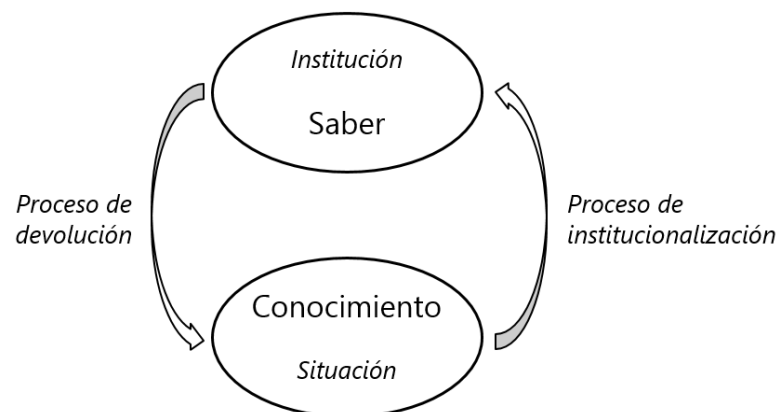 Institución
Saber
Proceso de
devolución
Proceso de
institucionalización
Conocimiento
Situación